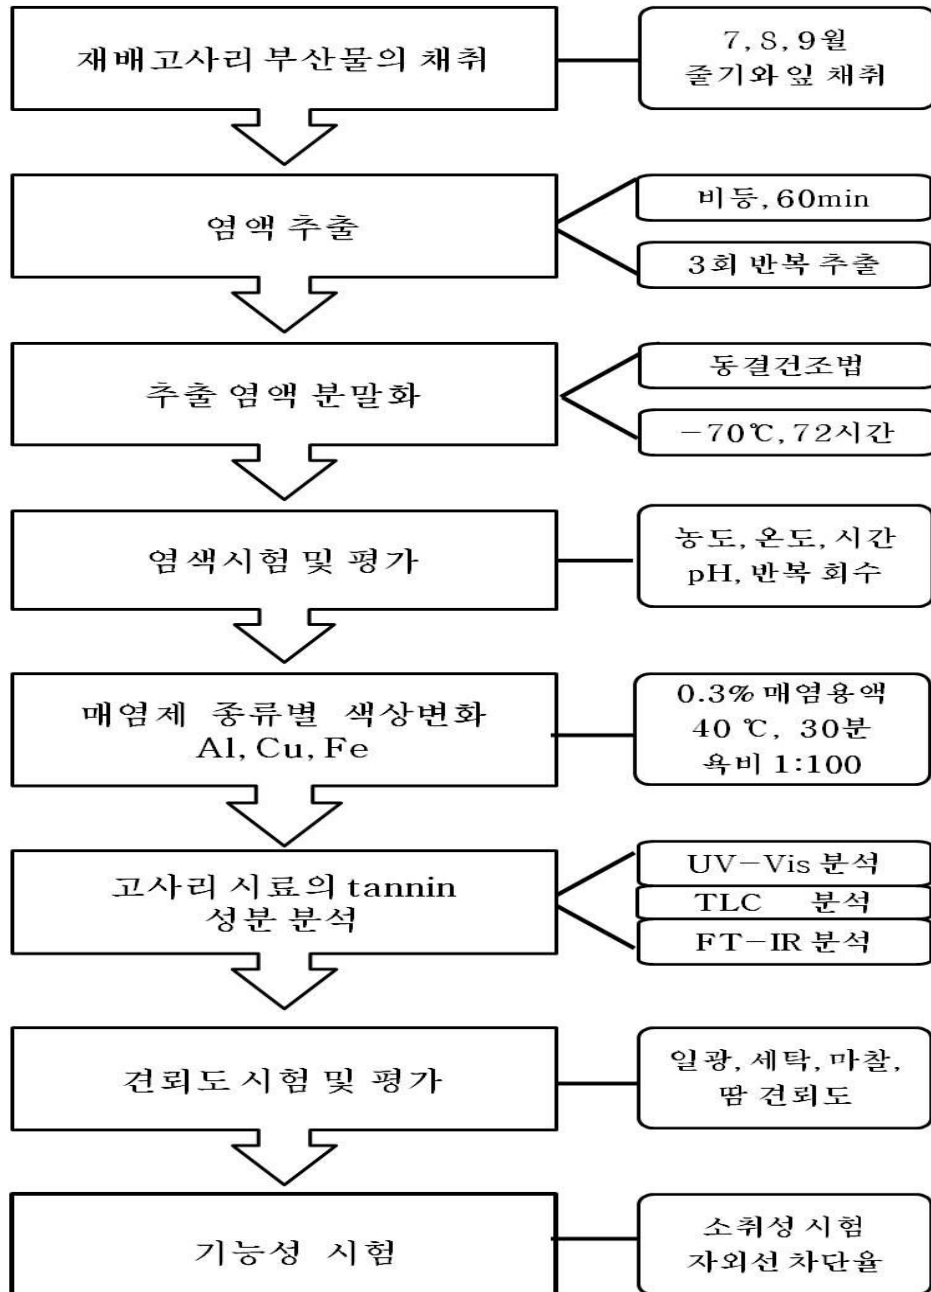 재배고사리 부산물의 채취
7, 8, 9월
줄기와 잎 채취
염액 추출
비등, 60min
3회 반복 추출
추출 염액 분말화
동결건조법
-70℃, 72시간
염색시험 및 평가
농도, 온도, 시간
pH, 반복 회수
매염제 종류별 색상변화
Al, Cu, Fe
0.3% 매염용액
40 ℃, 30분
욕비 1:100
고사리 시료의 tannin
성분 분석
UV-Vis 분석
TLC 분석
FT-IR 분석
견뢰도 시험 및 평가
일광, 세탁, 마찰,
땀 견뢰도
기능성 시험
소취성 시험
자외선 차단율